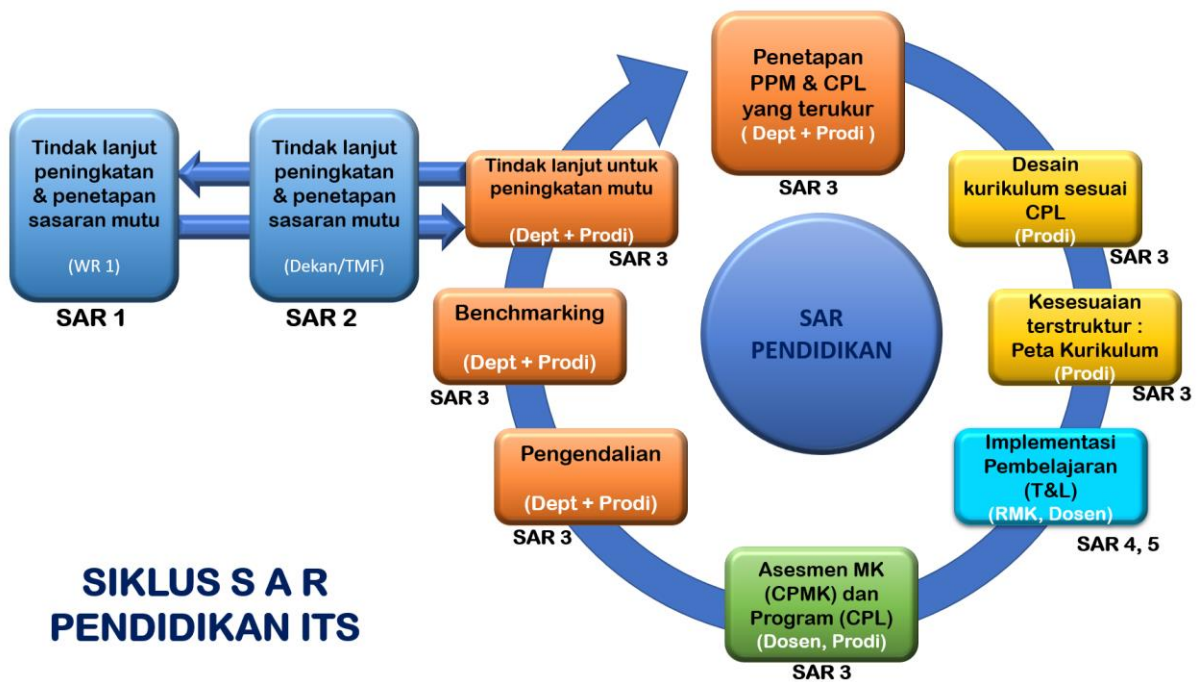 Penetapan
PPM & CPL
yang terukur
( Dept + Prodi )
SAR 3
Desain
kurikulum sesuai
CPL
(Prodi)
SAR 3
Kesesuaian
terstruktur :
Peta Kurikulum
(Prodi)
SAR 3
Implementasi
Pembelajaran
(T&L)
(RMK, Dosen)
SAR 4, 5
Asesmen MK
(CPMK) dan
Program (CPL)
(Dosen, Prodi)
SAR 3
Pengendalian
(Dept + Prodi)
SAR 3
Benchmarking
(Dept + Prodi)
SAR 3
Tindak lanjut untuk
peningkatan mutu
(Dept + Prodi)
SAR 3
Tindak lanjut
peningkatan
& penetapan
sasaran mutu
(Dekan/TMF)
SAR 2
Tindak lanjut
peningkatan
& penetapan
sasaran mutu
(WR 1)
SAR 1
SAR
PENDIDIKAN
SIKLUS S A R
PENDIDIKAN ITS